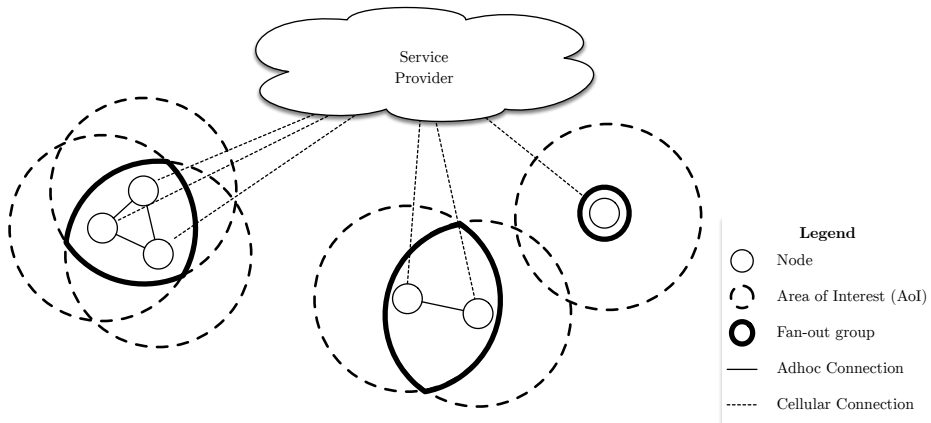 Service
Provider
Legend
Node
Area of Interest (AoI)
Fan-out group
Adhoc Connection
Cellular Connection